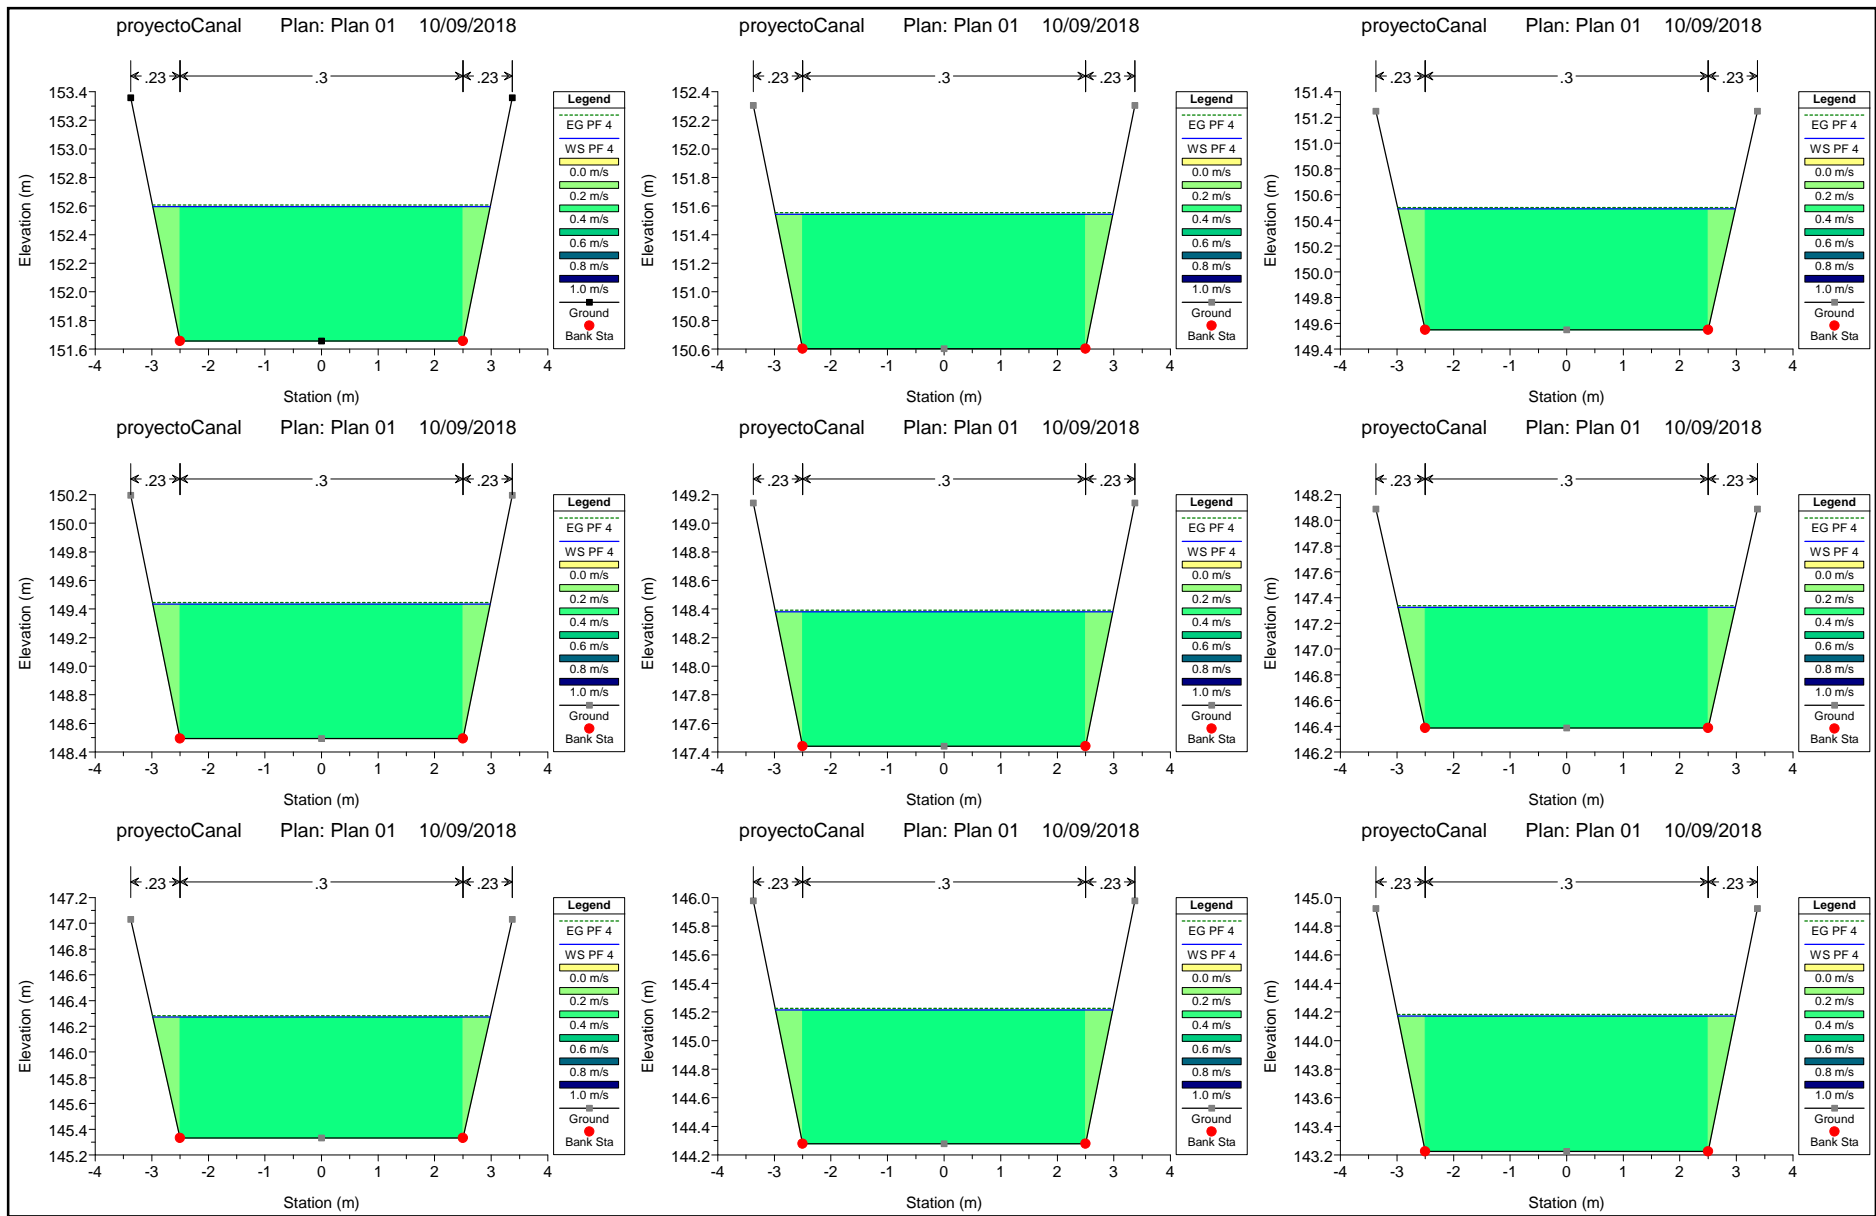 proyectoCanal Plan: Plan 01 10/09/2018
.23 .3 .23
153.4
153.2
153.0
152.8
152.6
152.4
152.2
152.0
151.8
151.6
Elevation (m)
-4 -3 -2 -1 0 1 2 3 4
Station (m)
Legend
EG PF 4
WS PF 4
0.0 m/s
0.2 m/s
0.4 m/s
0.6 m/s
0.8 m/s
1.0 m/s
Ground
Bank Sta
proyectoCanal Plan: Plan 01 10/09/2018
.23 .3 .23
152.4
152.2
152.0
151.8
151.6
151.4
151.2
151.0
150.8
150.6
Elevation (m)
-4 -3 -2 -1 0 1 2 3 4
Station (m)
Legend
EG PF 4
WS PF 4
0.0 m/s
0.2 m/s
0.4 m/s
0.6 m/s
0.8 m/s
1.0 m/s
Ground
Bank Sta
proyectoCanal Plan: Plan 01 10/09/2018
.23 .3 .23
151.4
151.2
151.0
150.8
150.6
150.4
150.2
150.0
149.8
149.6
149.4
Elevation (m)
-4 -3 -2 -1 0 1 2 3 4
Station (m)
Legend
EG PF 4
WS PF 4
0.0 m/s
0.2 m/s
0.4 m/s
0.6 m/s
0.8 m/s
1.0 m/s
Ground
Bank Sta
proyectoCanal Plan: Plan 01 10/09/2018
.23 .3 .23
150.2
150.0
149.8
149.6
149.4
149.2
149.0
148.8
148.6
148.4
Elevation (m)
-4 -3 -2 -1 0 1 2 3 4
Station (m)
Legend
EG PF 4
WS PF 4
0.0 m/s
0.2 m/s
0.4 m/s
0.6 m/s
0.8 m/s
1.0 m/s
Ground
Bank Sta
proyectoCanal Plan: Plan 01 10/09/2018
.23 .3 .23
149.2
149.0
148.8
148.6
148.4
148.2
148.0
147.8
147.6
147.4
Elevation (m)
-4 -3 -2 -1 0 1 2 3 4
Station (m)
Legend
EG PF 4
WS PF 4
0.0 m/s
0.2 m/s
0.4 m/s
0.6 m/s
0.8 m/s
1.0 m/s
Ground
Bank Sta
proyectoCanal Plan: Plan 01 10/09/2018
.23 .3 .23
148.2
148.0
147.8
147.6
147.4
147.2
147.0
146.8
146.6
146.4
146.2
Elevation (m)
-4 -3 -2 -1 0 1 2 3 4
Station (m)
Legend
EG PF 4
WS PF 4
0.0 m/s
0.2 m/s
0.4 m/s
0.6 m/s
0.8 m/s
1.0 m/s
Ground
Bank Sta
proyectoCanal Plan: Plan 01 10/09/2018
.23 .3 .23
147.2
147.0
146.8
146.6
146.4
146.2
146.0
145.8
145.6
145.4
145.2
Elevation (m)
-4 -3 -2 -1 0 1 2 3 4
Station (m)
Legend
EG PF 4
WS PF 4
0.0 m/s
0.2 m/s
0.4 m/s
0.6 m/s
0.8 m/s
1.0 m/s
Ground
Bank Sta
proyectoCanal Plan: Plan 01 10/09/2018
.23 .3 .23
146.0
145.8
145.6
145.4
145.2
145.0
144.8
144.6
144.4
144.2
Elevation (m)
-4 -3 -2 -1 0 1 2 3 4
Station (m)
Legend
EG PF 4
WS PF 4
0.0 m/s
0.2 m/s
0.4 m/s
0.6 m/s
0.8 m/s
1.0 m/s
Ground
Bank Sta
proyectoCanal Plan: Plan 01 10/09/2018
.23 .3 .23
145.0
144.8
144.6
144.4
144.2
144.0
143.8
143.6
143.4
143.2
Elevation (m)
-4 -3 -2 -1 0 1 2 3 4
Station (m)
Legend
EG PF 4
WS PF 4
0.0 m/s
0.2 m/s
0.4 m/s
0.6 m/s
0.8 m/s
1.0 m/s
Ground
Bank Sta